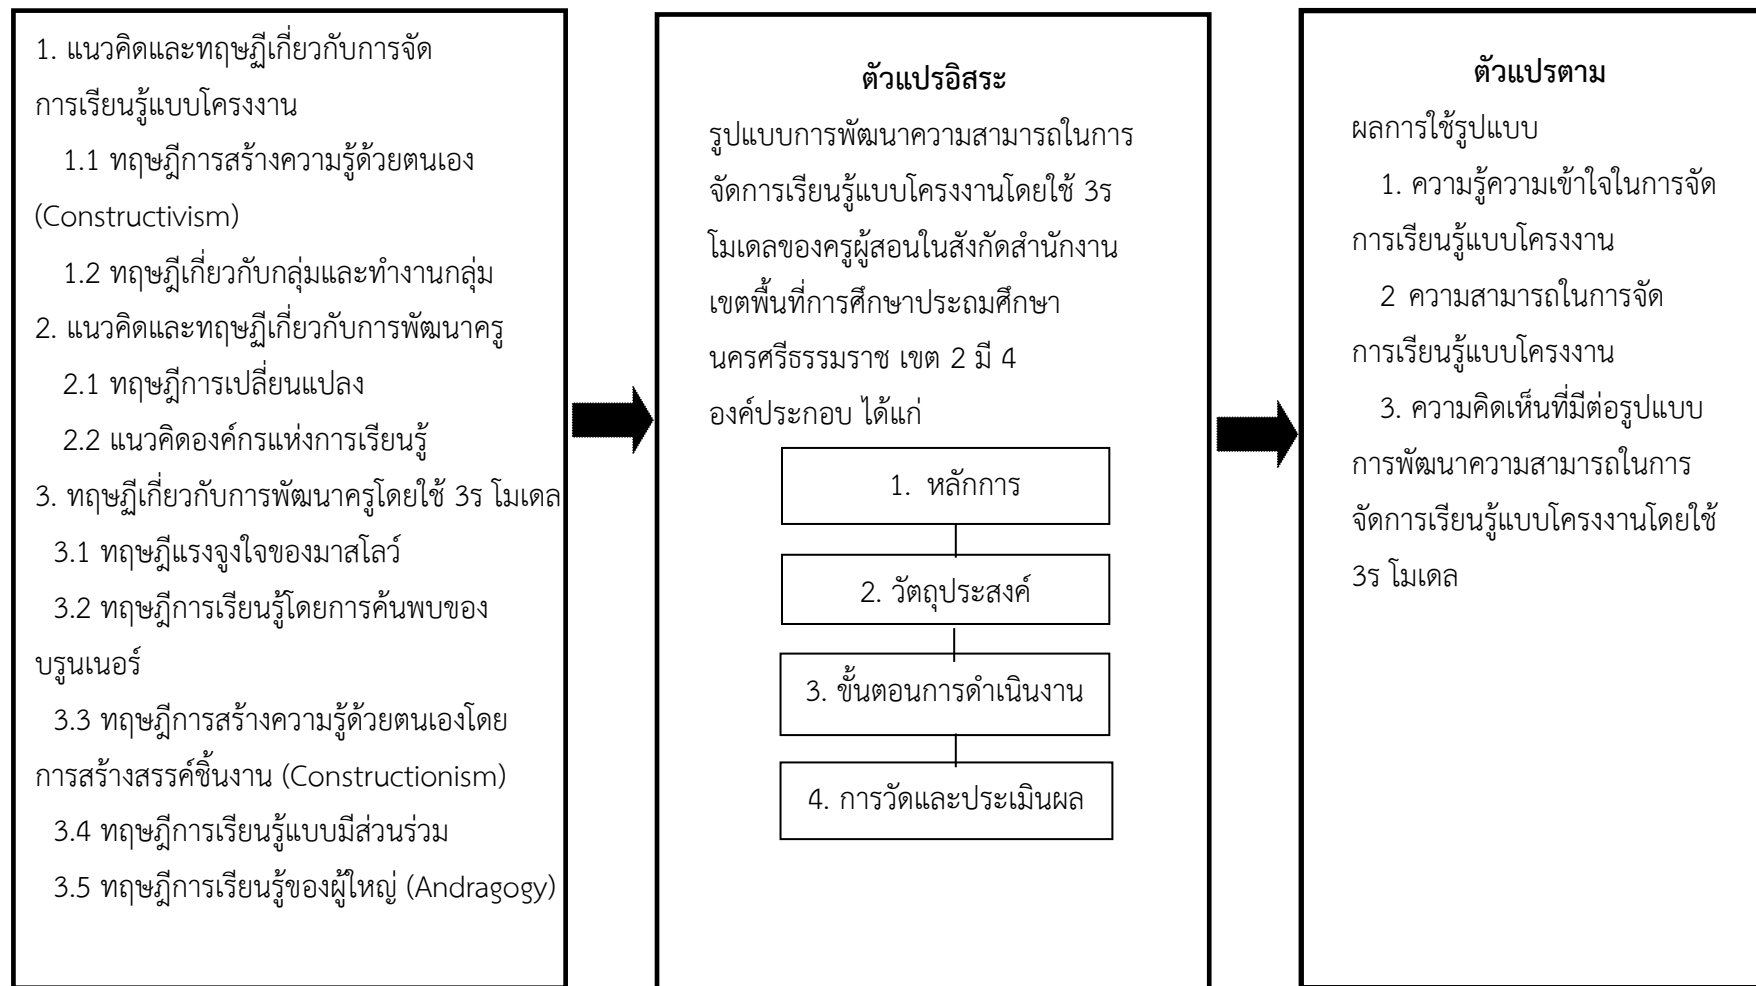 1. แนวคิดและทฤษฏีเกี่ยวกับการจัด
การเรียนรู้แบบโครงงาน
1.1 ทฤษฎีการสร้างความรู้ด้วยตนเอง
(Constructivism)
1.2 ทฤษฎีเกี่ยวกับกลุ่มและทำงานกลุ่ม
2. แนวคิดและทฤษฏีเกี่ยวกับการพัฒนาครู
2.1 ทฤษฎีการเปลี่ยนแปลง
2.2 แนวคิดองค์กรแห่งการเรียนรู้
3. ทฤษฏีเกี่ยวกับการพัฒนาครูโดยใช้ 3ร โมเดล
3.1 ทฤษฎีแรงจูงใจของมาสโลว์
3.2 ทฤษฎีการเรียนรู้โดยการค้นพบของ
บรูนเนอร์
3.3 ทฤษฎีการสร้างความรู้ด้วยตนเองโดย
การสร้างสรรค์ชิ้นงาน (Constructionism)
3.4 ทฤษฎีการเรียนรู้แบบมีส่วนร่วม
3.5 ทฤษฎีการเรียนรู้ของผู้ใหญ่ (Andragogy)
ตัวแปรอิสระ
รูปแบบการพัฒนาความสามารถในการ
จัดการเรียนรู้แบบโครงงานโดยใช้ 3ร
โมเดลของครูผู้สอนในสังกัดสำนักงาน
เขตพื้นที่การศึกษาประถมศึกษา
นครศรีธรรมราช เขต 2 มี 4
องค์ประกอบ ได้แก่
1. หลักการ
2. วัตถุประสงค์
3. ขั้นตอนการดำเนินงาน
4. การวัดและประเมินผล
ตัวแปรตาม
ผลการใช้รูปแบบ
1. ความรู้ความเข้าใจในการจัด
การเรียนรู้แบบโครงงาน
2 ความสามารถในการจัด
การเรียนรู้แบบโครงงาน
3. ความคิดเห็นที่มีต่อรูปแบบ
การพัฒนาความสามารถในการ
จัดการเรียนรู้แบบโครงงานโดยใช้
3ร โมเดล